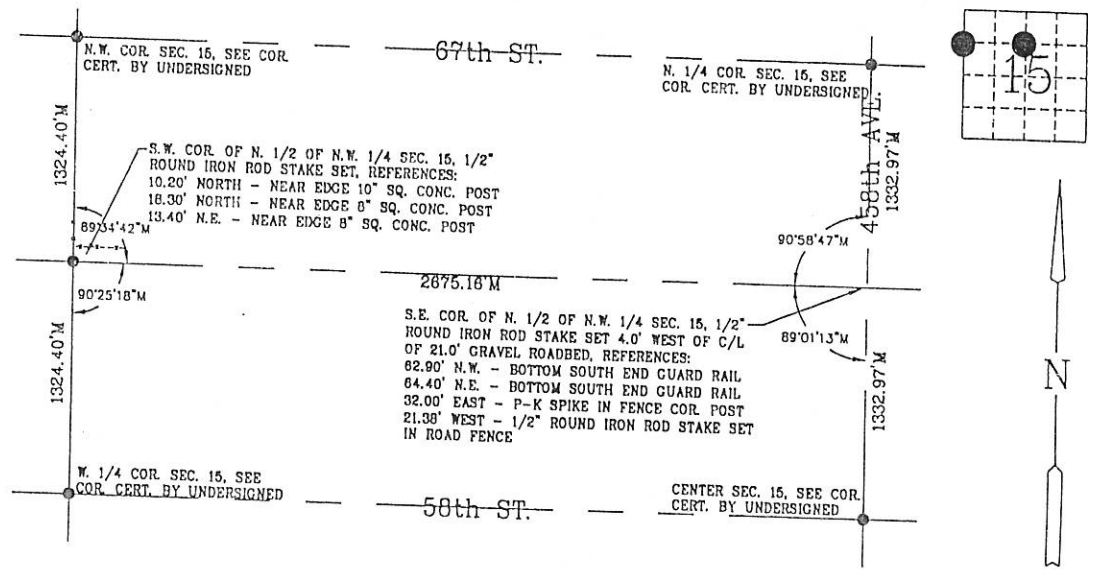 67th ST.
15
N.W. COR. SEC. 15, SEE COR.
CERT. BY UNDERSIGNED
N. 1/4 COR. SEC. 15, SEE
COR. CERT. BY UNDERSIGNED
1324.40'M
458th AVE.
1332.97'M
S.W. COR. OF N. 1/2 OF N.W. 1/4 SEC. 15, 1/2"
ROUND IRON ROD STAKE SET, REFERENCES:
10.20' NORTH - NEAR EDGE 10" SQ. CONC. POST
18.30' NORTH - NEAR EDGE 8" SQ. CONC. POST
13.40' N.E. - NEAR EDGE 8" SQ. CONC. POST
89°34'42"M
90°58'47"M
2675.16'M
90°25'18"M
89°01'13"M
S.E. COR. OF N. 1/2 OF N.W. 1/4 SEC. 15, 1/2"
ROUND IRON ROD STAKE SET 4.0' WEST OF C/L
OF 21.0' GRAVEL ROADBED, REFERENCES:
62.90' N.W. - BOTTOM SOUTH END GUARD RAIL
64.40' N.E. - BOTTOM SOUTH END GUARD RAIL
32.00' EAST - P-K SPIKE IN FENCE COR. POST
21.38' WEST - 1/2" ROUND IRON ROD STAKE SET
IN ROAD FENCE
1324.40'M
1332.97'M
N
W. 1/4 COR. SEC. 15, SEE
COR. CERT. BY UNDERSIGNED
CENTER SEC. 15, SEE COR.
CERT. BY UNDERSIGNED
58th ST.